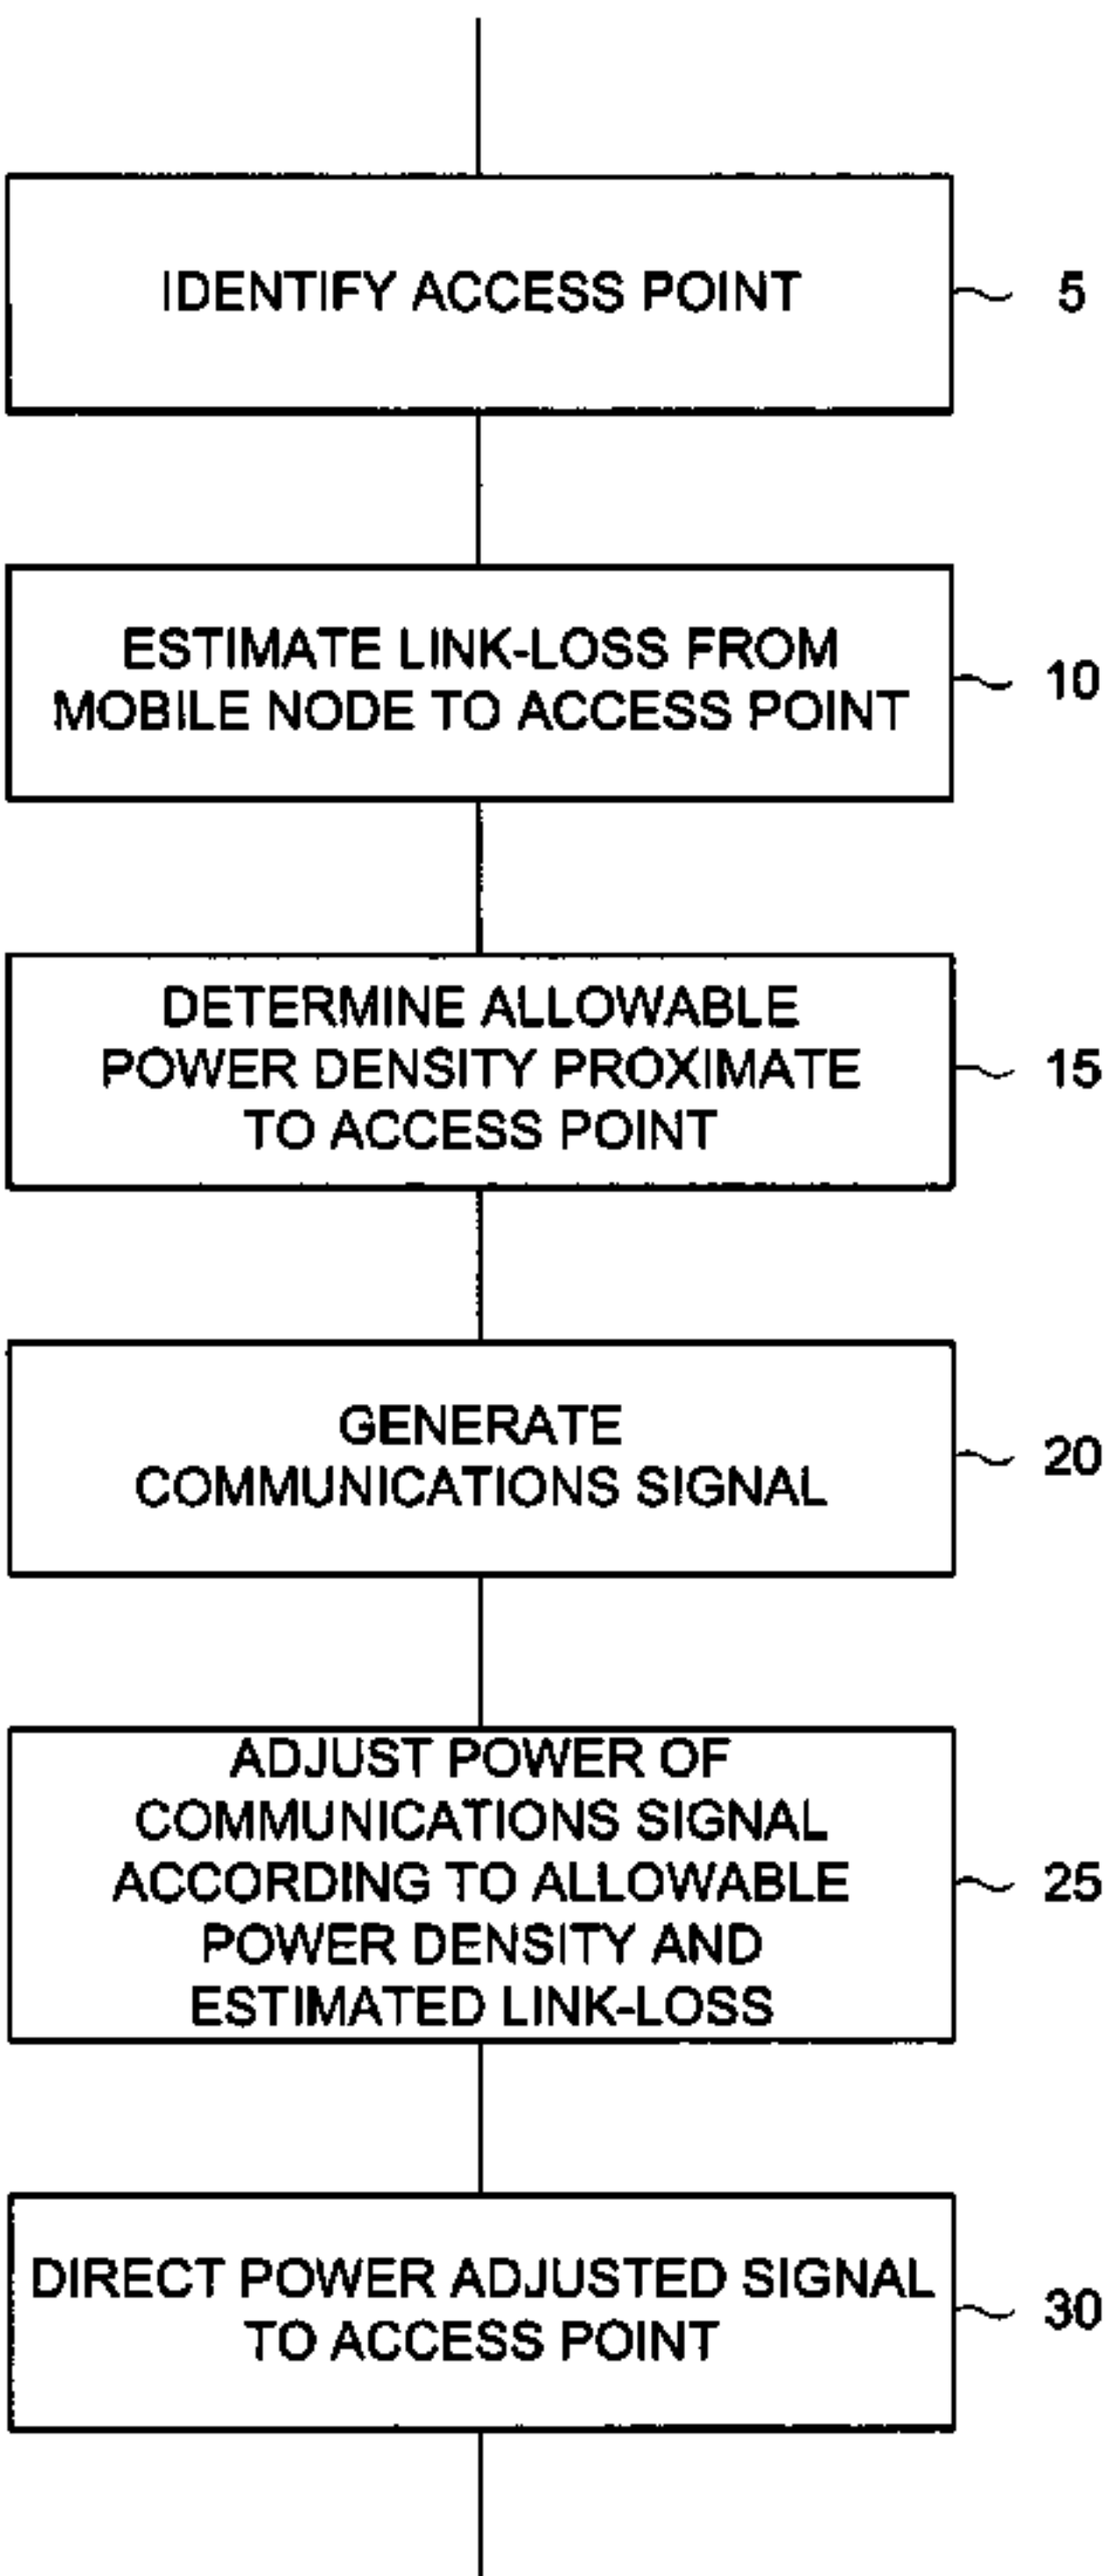 IDENTIFY ACCESS POINT
5
ESTIMATE LINK-LOSS FROM
MOBILE NODE TO ACCESS POINT
10
DETERMINE ALLOWABLE
POWER DENSITY PROXIMATE
TO ACCESS POINT
15
GENERATE
COMMUNICATIONS SIGNAL
20
ADJUST POWER OF
COMMUNICATIONS SIGNAL
ACCORDING TO ALLOWABLE
POWER DENSITY AND
ESTIMATED LINK-LOSS
25
DIRECT POWER ADJUSTED SIGNAL
TO ACCESS POINT
30